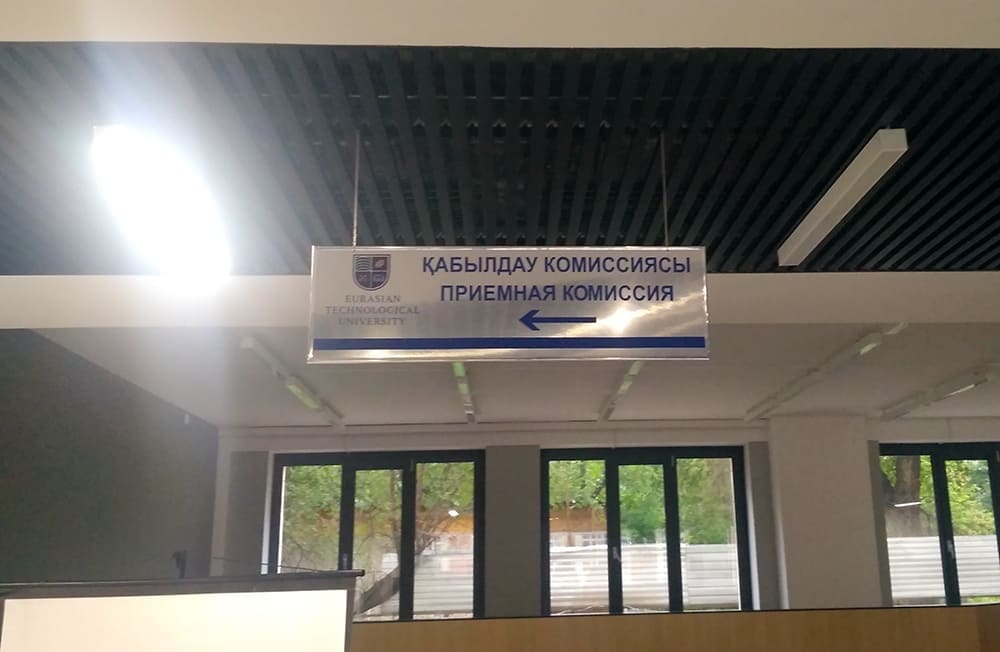 ҚАБЫЛДАУ КОМИССИЯСЫ
ПРИЕМНАЯ КОМИССИЯ
EURASIAN
TECHNOLOGICAL
UNIVERSITY